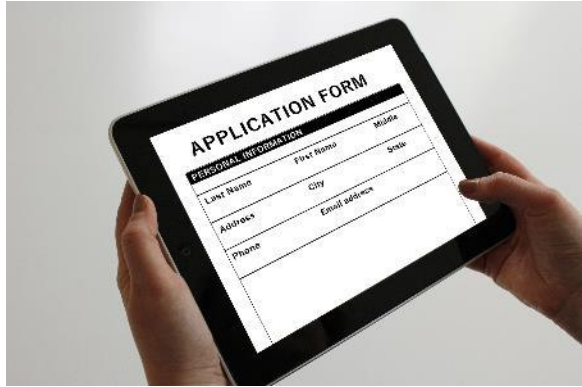 APPLICATION FORM
PERSONAL INFORMATION
Last Name First Name Middle
Address City State
Phone Email address